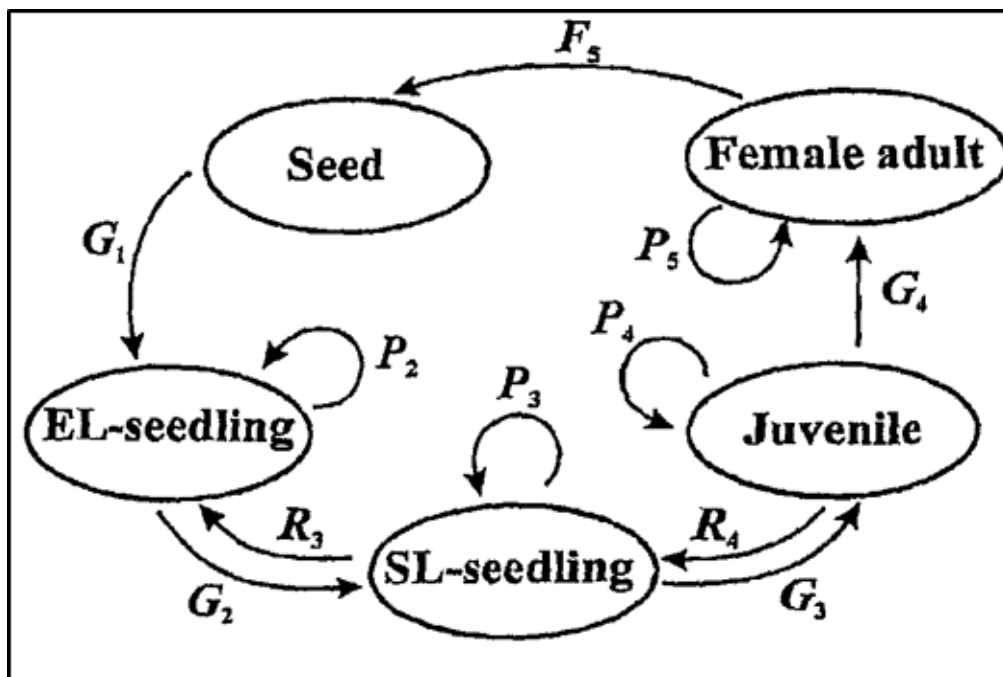 F₅
Seed
Female adult
G₁
P₅
G₄
P₄
P₂
P₃
EL-seedling
Juvenile
R₃
R₄
SL-seedling
G₂
G₃